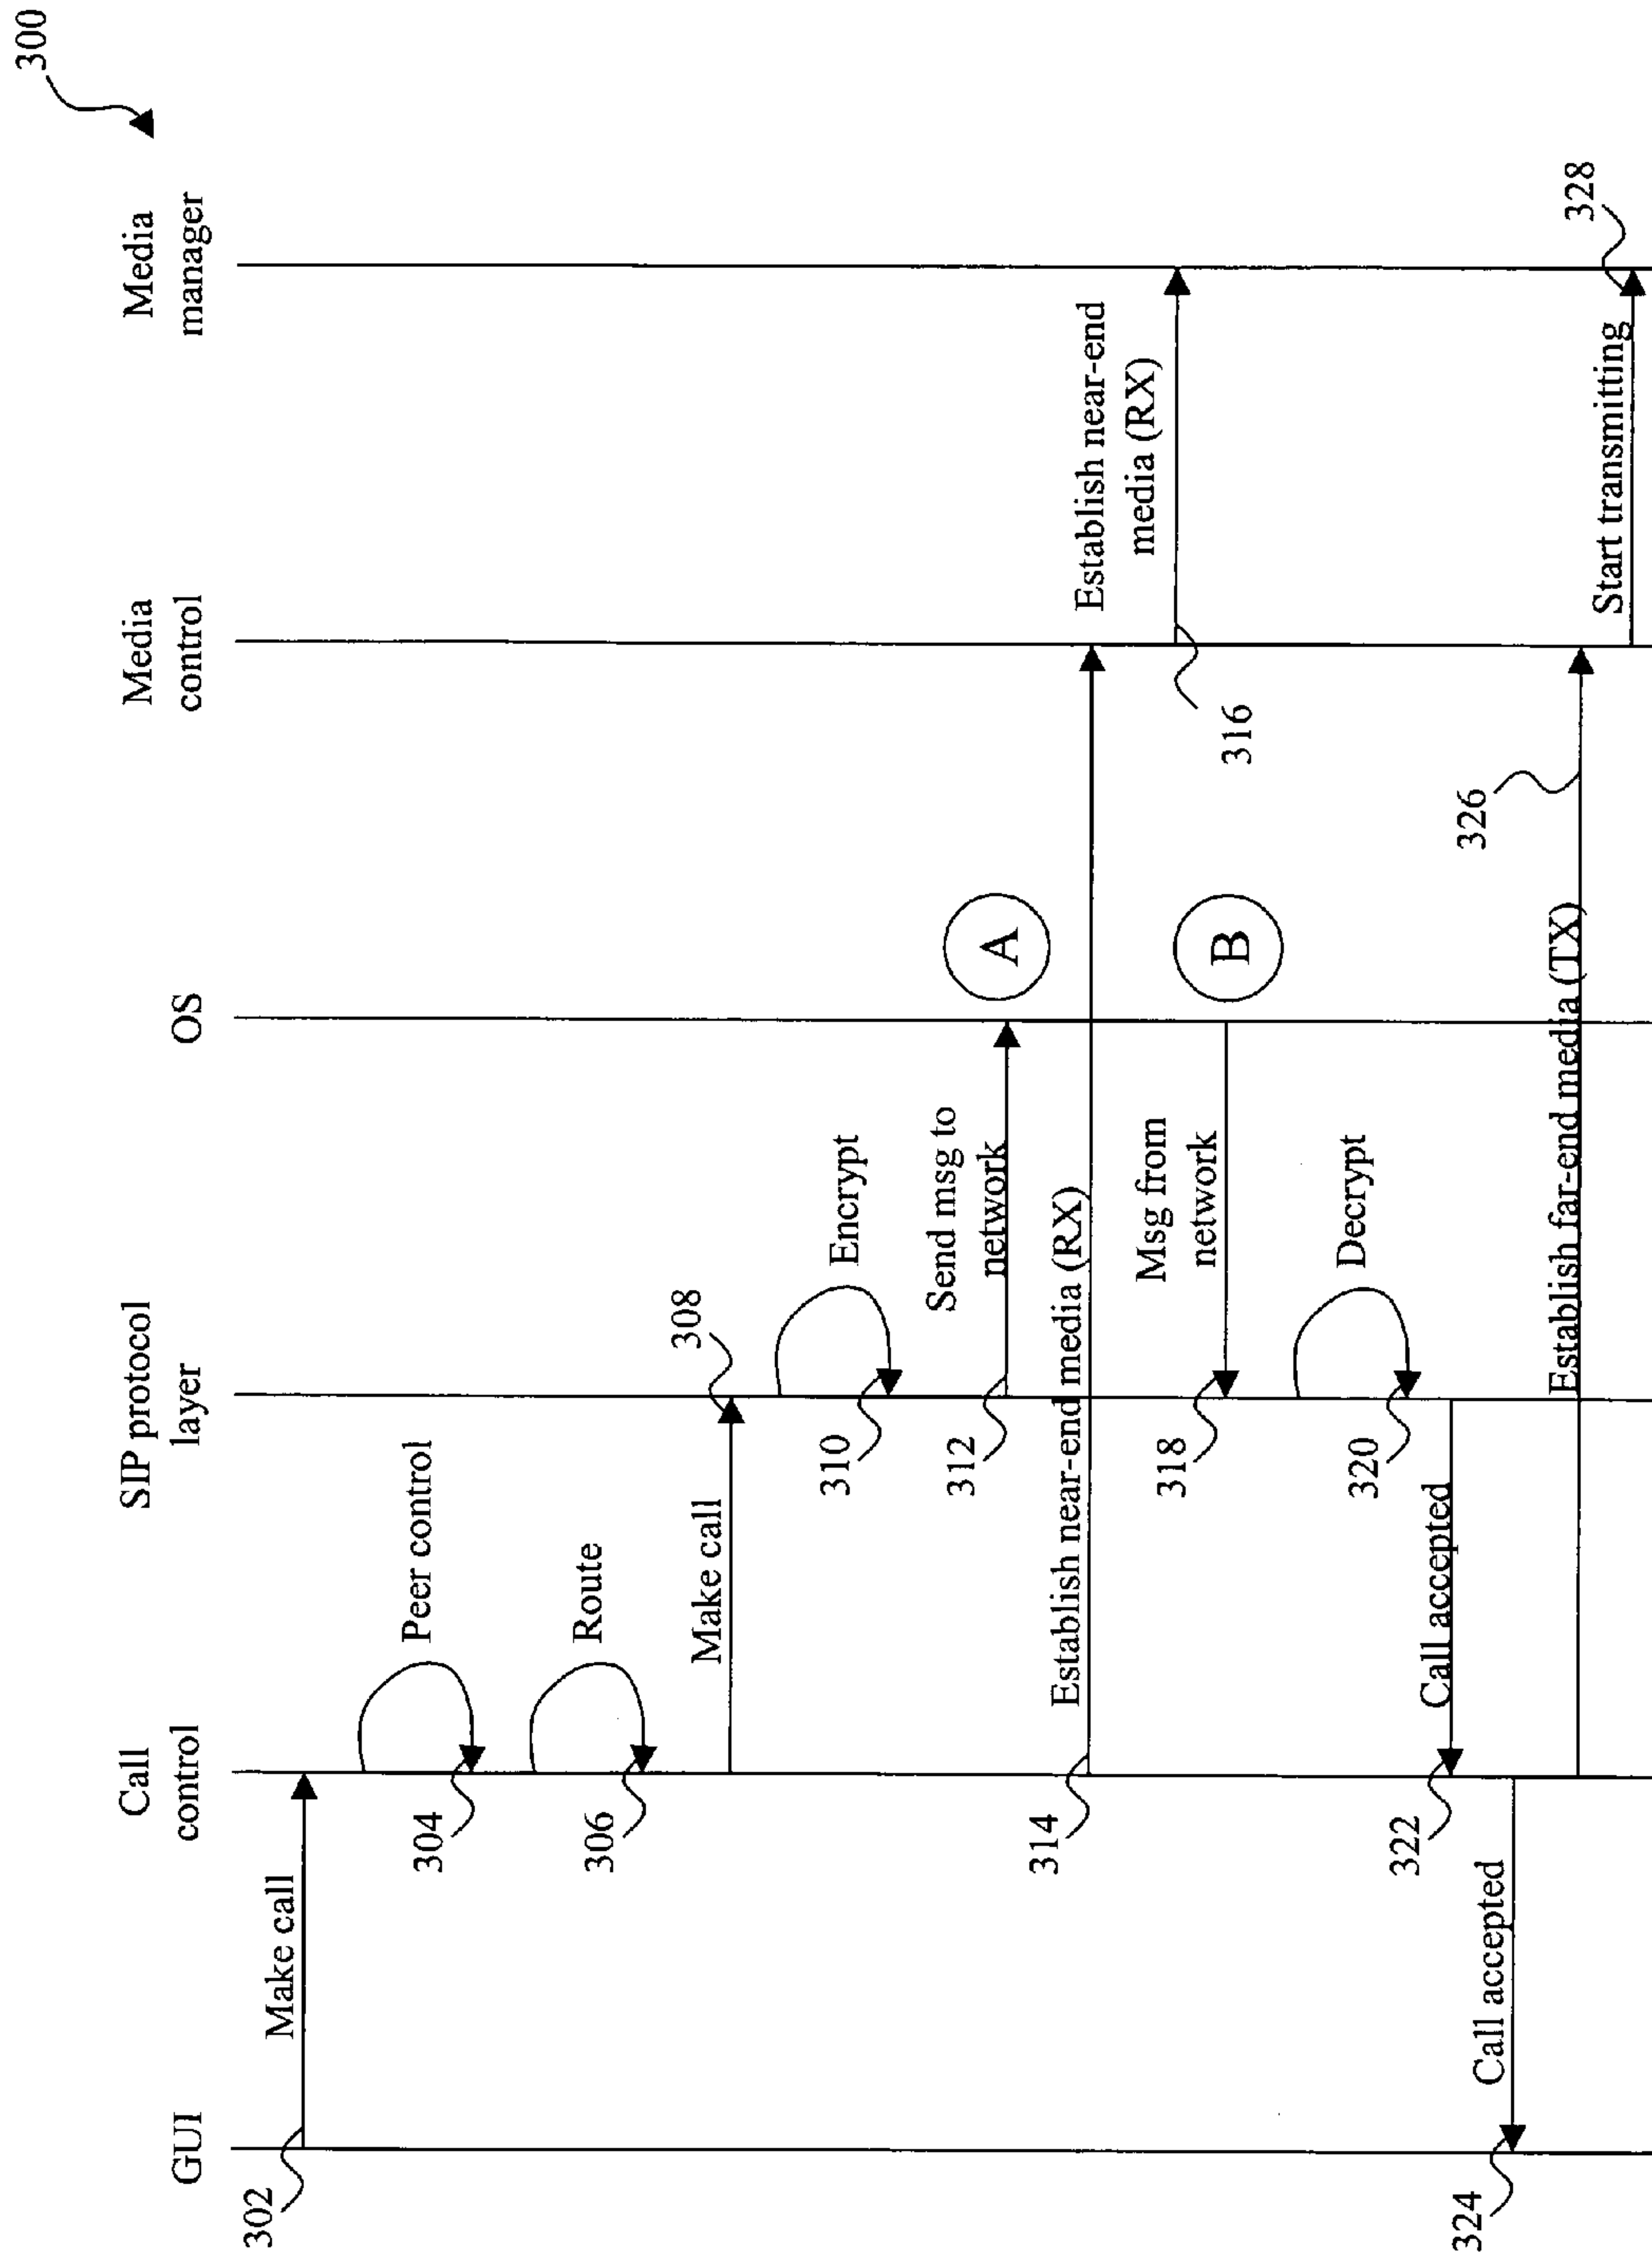 300
GUI
Call
control
SIP protocol
layer
OS
Media
control
Media
manager
302
Make call
Peer control
304
Route
306
Make call
308
Encrypt
310
Send msg to
network
312
A
Establish near-end media (RX)
314
Establish near-end
media (RX)
316
Msg from
network
318
B
Decrypt
320
Call accepted
322
Call accepted
324
Establish far-end media (TX)
326
Start transmitting
328